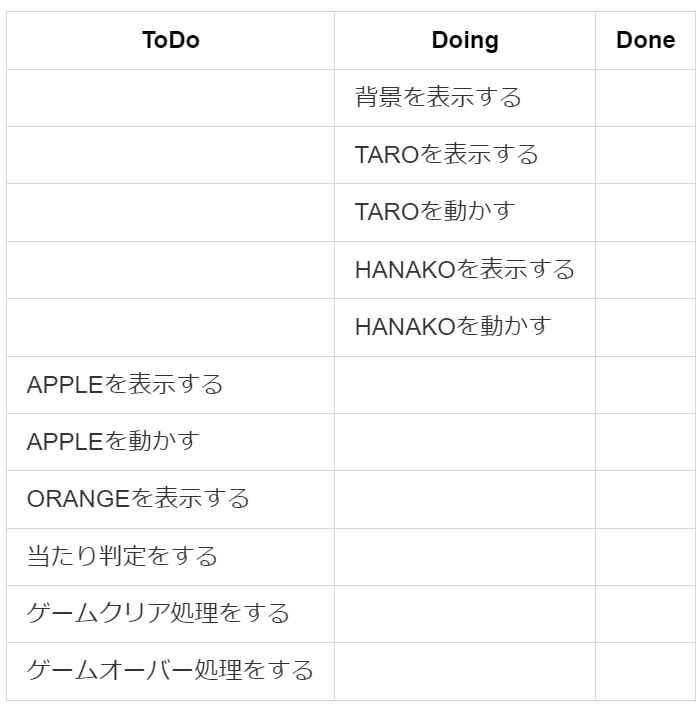 ToDo Doing Done
背景を表示する
TAROを表示する
TAROを動かす
HANAKOを表示する
HANAKOを動かす
APPLEを表示する
APPLEを動かす
ORANGEを表示する
当たり判定をする
ゲームクリア処理をする
ゲームオーバー処理をする